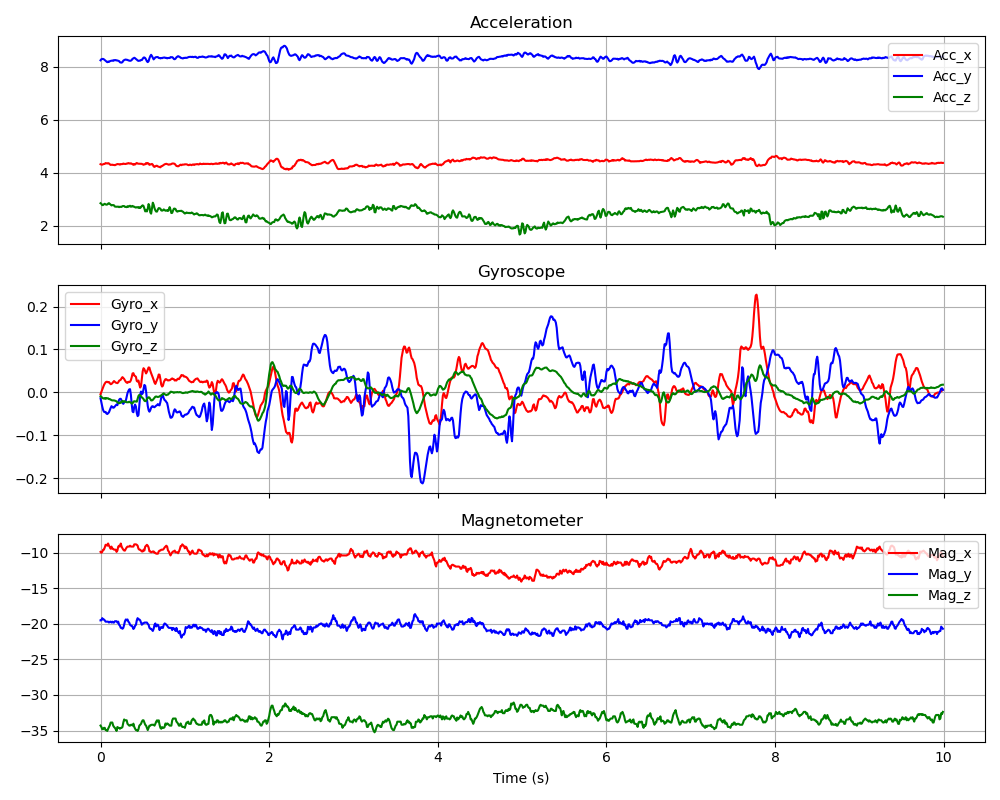 Acceleration
8
6
4
2
Acc_x
Acc_y
Acc_z
Gyroscope
0.2
0.1
0.0
−0.1
−0.2
Gyro_x
Gyro_y
Gyro_z
Magnetometer
−10
−15
−20
−25
−30
−35
Mag_x
Mag_y
Mag_z
0 2 4 6 8 10
Time (s)